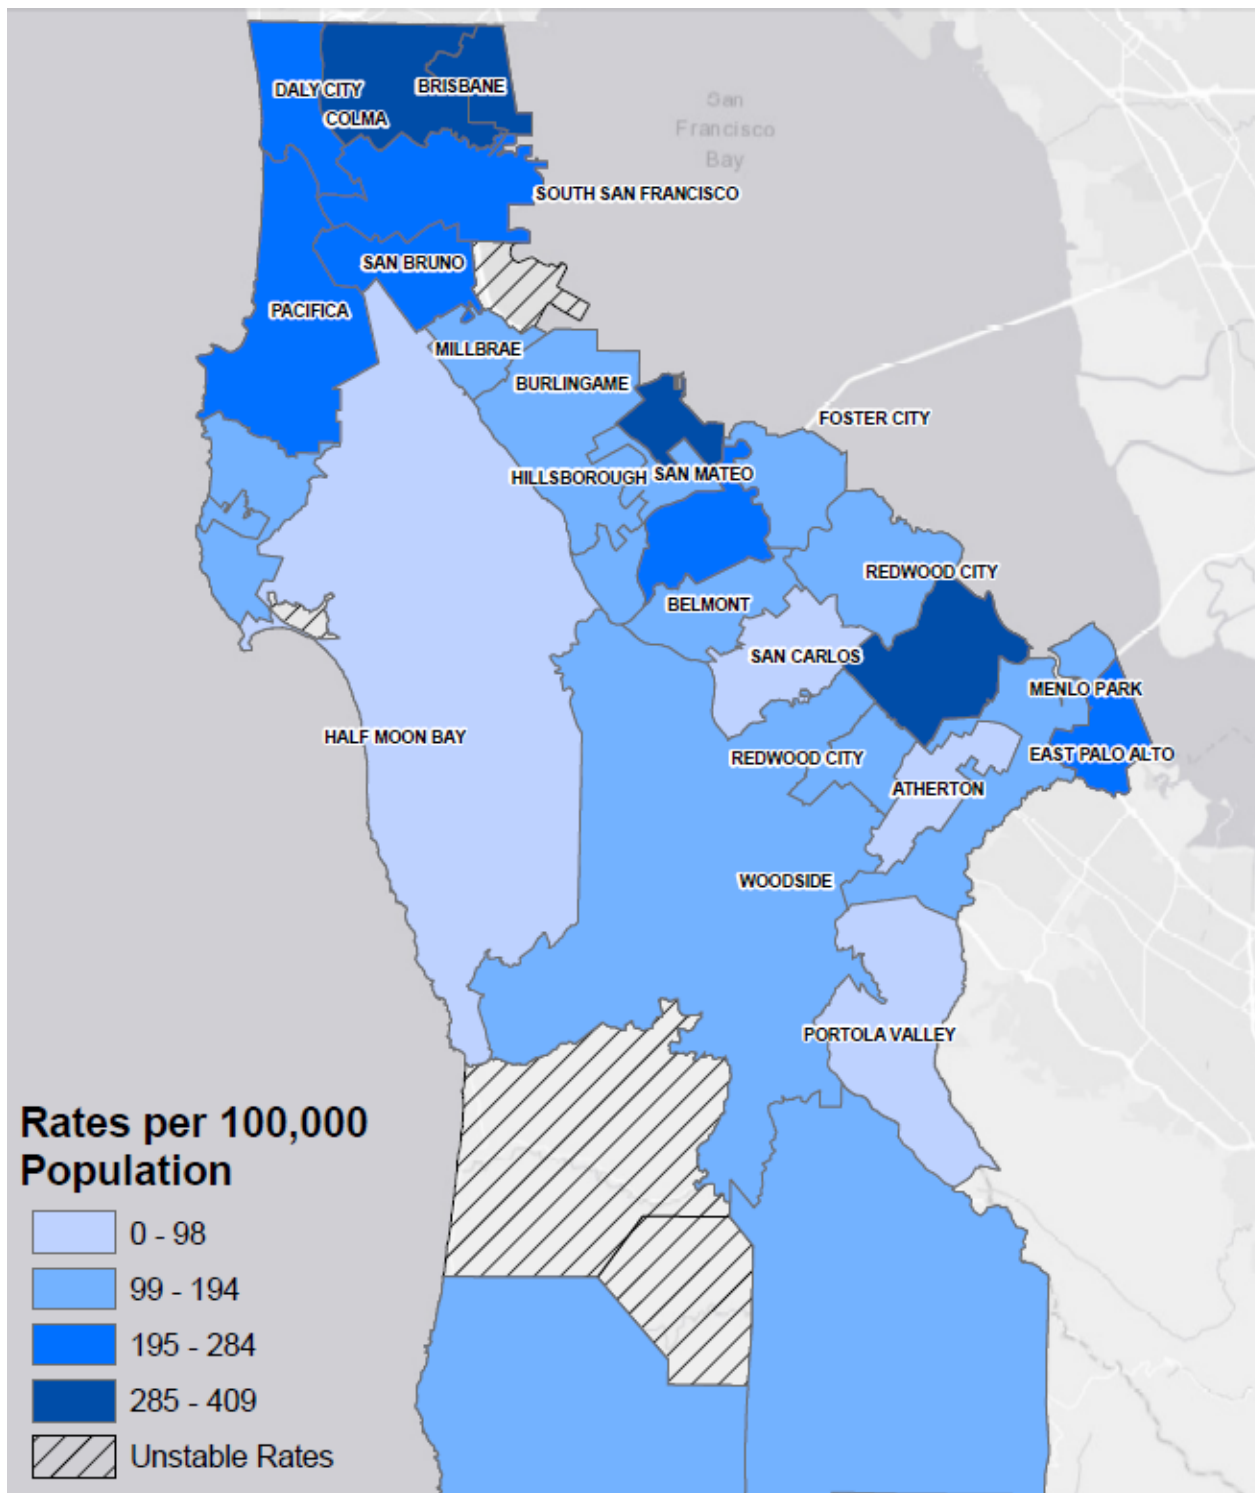 DALY CITY
BRISBANE
COLMA
San
Francisco
Bay
SOUTH SAN FRANCISCO
SAN BRUNO
PACIFICA
MILLBRAE
BURLINGAME
FOSTER CITY
HILLSBOROUGH
SAN MATEO
REDWOOD CITY
BELMONT
SAN CARLOS
MENLO PARK
HALF MOON BAY
REDWOOD CITY
EAST PALO ALTO
ATHERTON
WOODSIDE
PORTOLA VALLEY
Rates per 100,000
Population
0 - 98
99 - 194
195 - 284
285 - 409
Unstable Rates